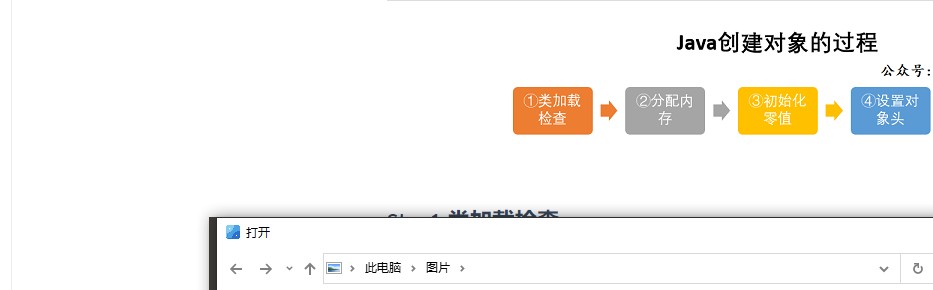 Java创建对象的过程
公众号:
①类加载
检查
②分配内
存
③初始化
零值
④设置对
象头
Step1:类加载检查
打开
此电脑
图片